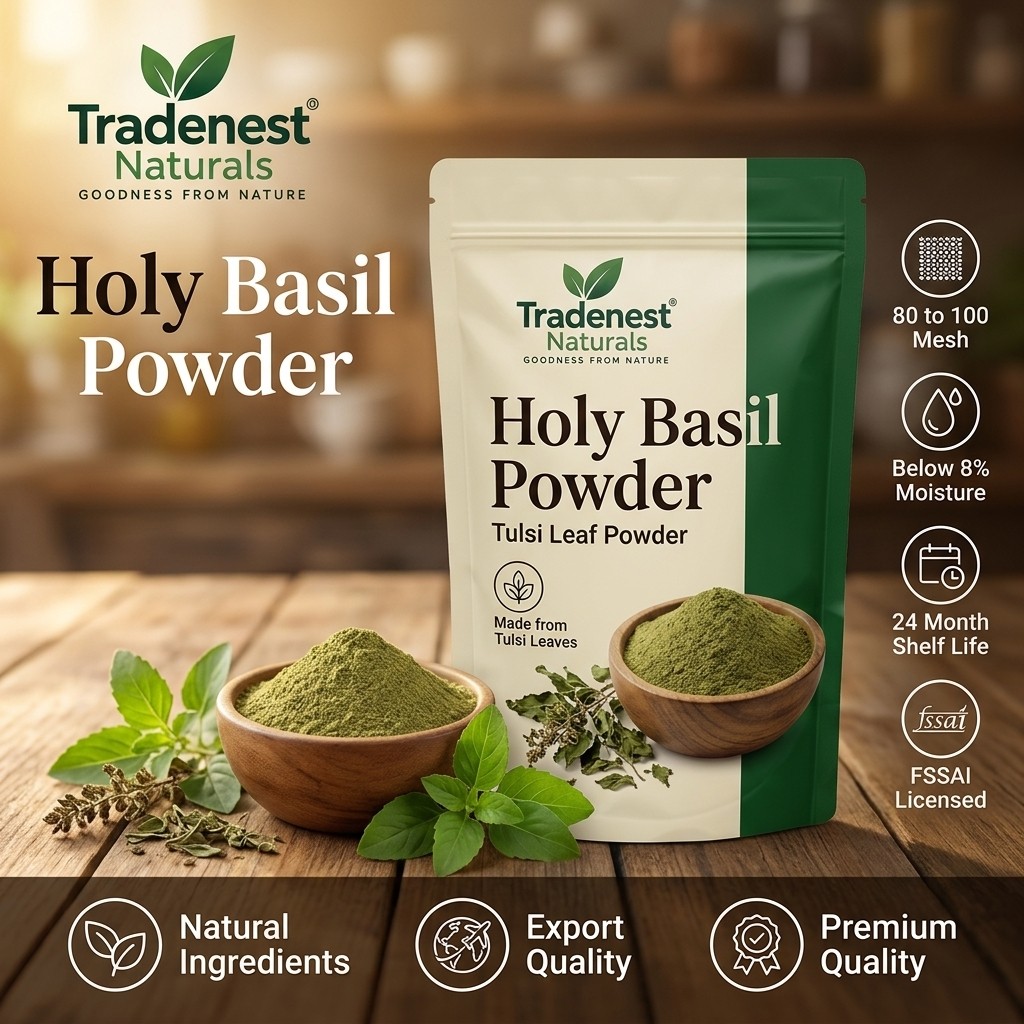 Tradenest®
Naturals
GOODNESS FROM NATURE
Holy Basil
Powder
Tradenest®
Naturals
GOODNESS FROM NATURE
Holy Basil
Powder
Tulsi Leaf Powder
Made from
Tulsi Leaves
80 to 100
Mesh
Below 8%
Moisture
24 Month
Shelf Life
fssai
FSSAI
Licensed
Natural
Ingredients
Export
Quality
Premium
Quality